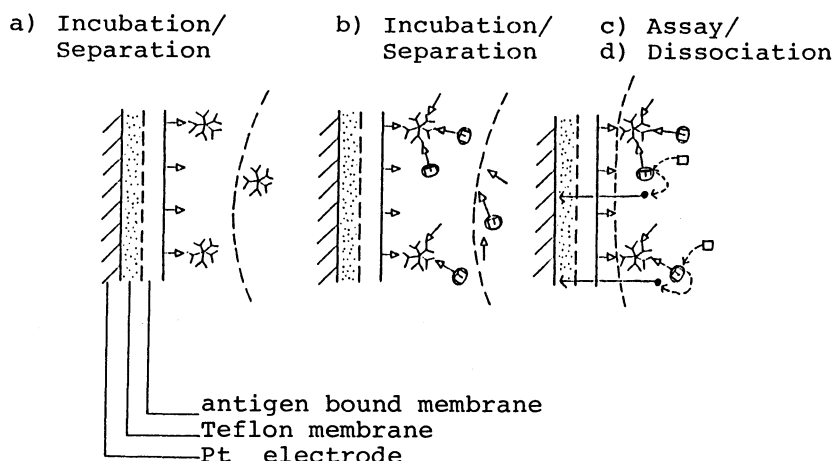 a) Incubation/
Separation
b) Incubation/
Separation
c) Assay/
d) Dissociation
antigen bound membrane
Teflon membrane
Pt electrode